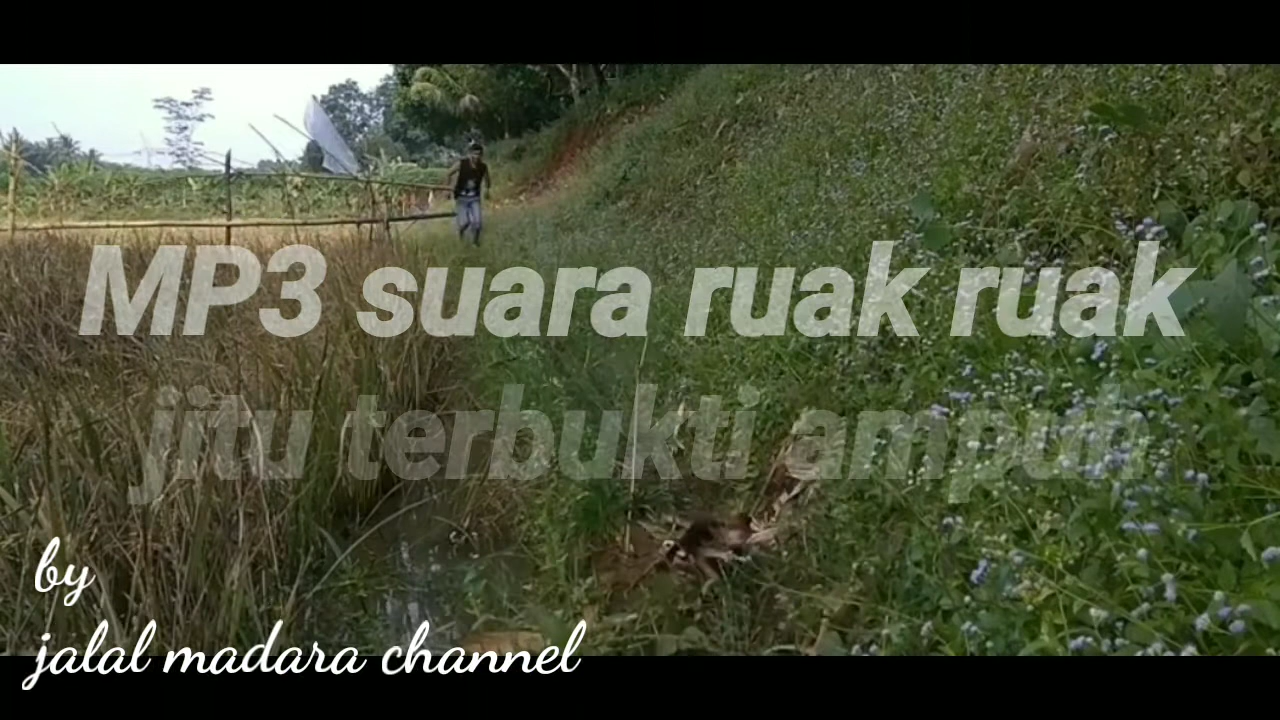 MP3 suara ruak ruak
jitu terbukti ampuh
by
jalal madara channel